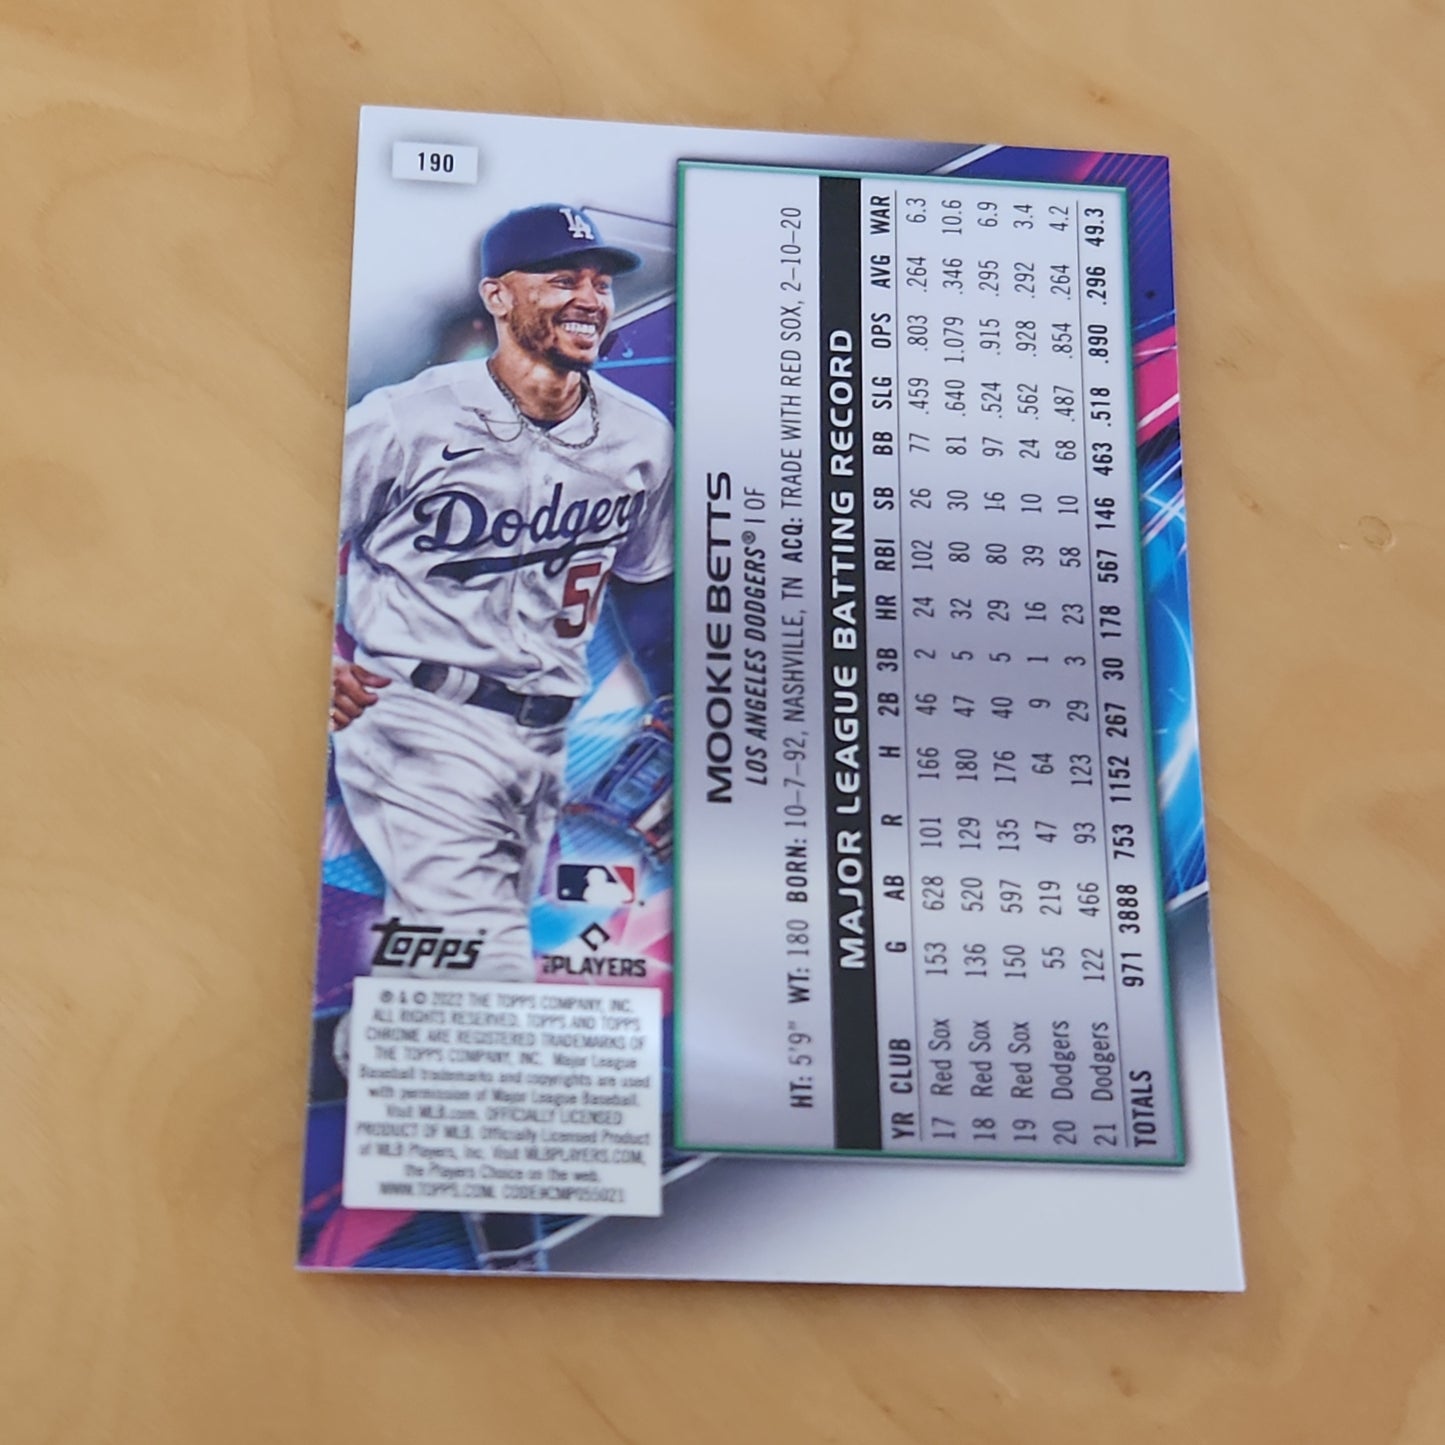 190
Dodgers
5
TOPPS
MLB PLAYERS
® & © 2022 THE TOPPS COMPANY, INC.
ALL RIGHTS RESERVED. TOPPS AND TOPPS
CHROME ARE REGISTERED TRADEMARKS OF
THE TOPPS COMPANY, INC. Major League
Baseball trademarks and copyrights are used
with permission of Major League Baseball.
Visit MLB.com. OFFICIALLY LICENSED
PRODUCT OF MLB. Officially Licensed Product
of MLB Players, Inc. Visit MLBPLAYERS.COM,
the Players Choice on the web.
WWW.TOPPS.COM. CODE#CMP055021
MOOKIE BETTS
LOS ANGELES DODGERS® | OF
HT: 5'9" WT: 180 BORN: 10-7-92, NASHVILLE, TN ACQ: TRADE WITH RED SOX, 2-10-20
MAJOR LEAGUE BATTING RECORD
YR CLUB G AB R H 2B 3B HR RBI SB BB SLG OPS AVG WAR
17 Red Sox 153 628 101 166 46 2 24 102 26 77 .459 .803 .264 6.3
18 Red Sox 136 520 129 180 47 5 32 80 30 81 .640 1.079 .346 10.6
19 Red Sox 150 597 135 176 40 5 29 80 16 97 .524 .915 .295 6.9
20 Dodgers 55 219 47 64 9 1 16 39 10 24 .562 .928 .292 3.4
21 Dodgers 122 466 93 123 29 3 23 58 10 68 .487 .854 .264 4.2
TOTALS 971 3888 753 1152 267 30 178 567 146 463 .518 .890 .296 49.3